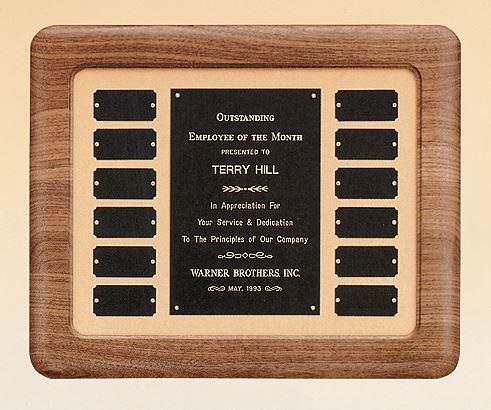 OUTSTANDING
EMPLOYEE OF THE MONTH
PRESENTED TO
TERRY HILL
In Appreciation For
Your Service & Dedication
To The Principles of Our Company
WARNER BROTHERS, INC.
MAY, 1993